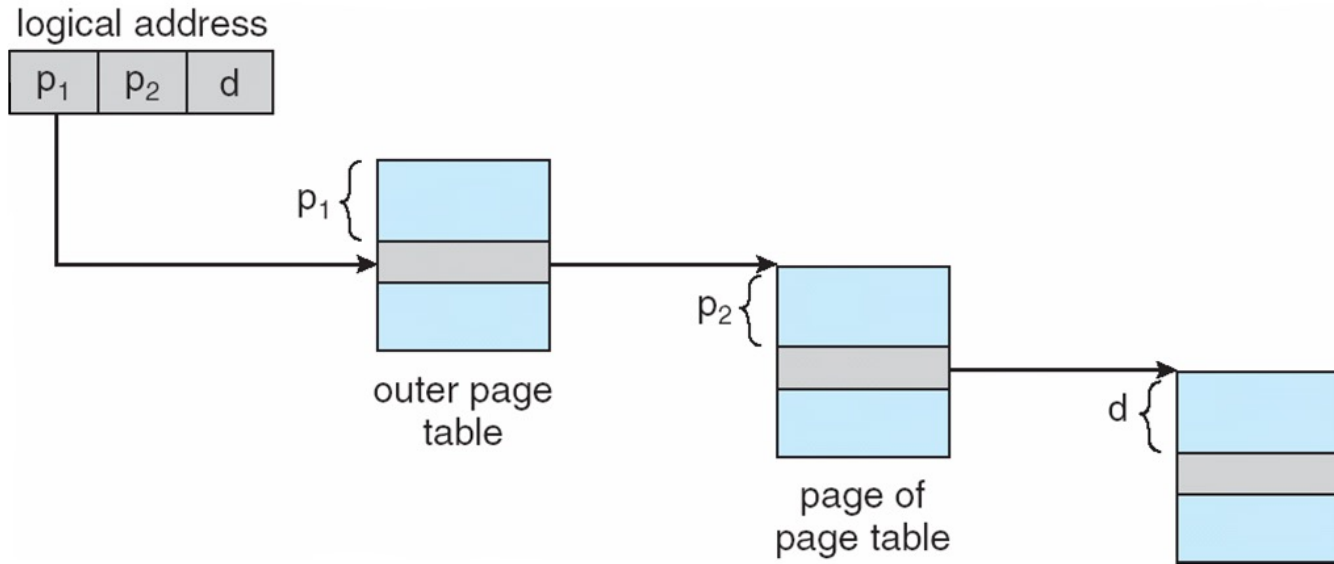 logical address
p₁ p₂ d
p₁
outer page
table
p₂
page of
page table
d